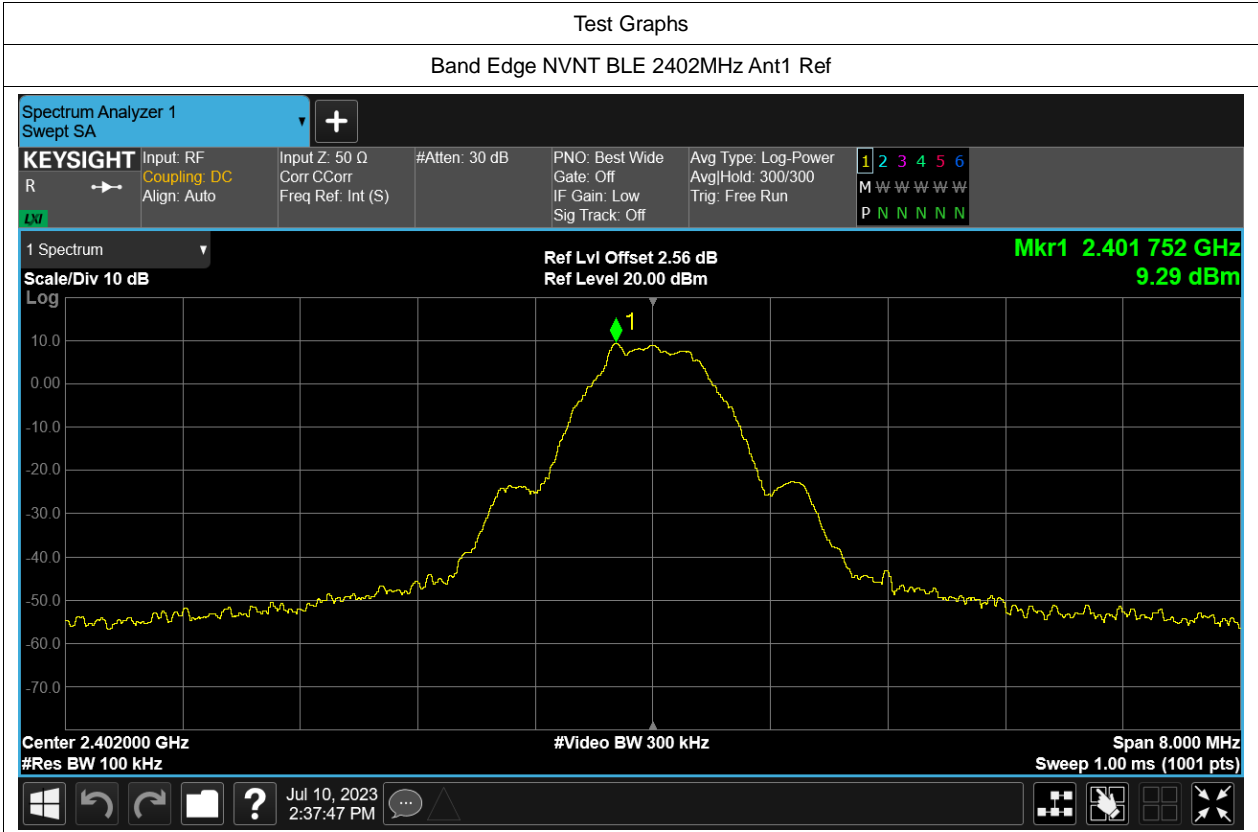 Test Graphs
Band Edge NVNT BLE 2402MHz Ant1 Ref
Spectrum Analyzer 1
Swept SA
KEYSIGHT
R
LXI
Input: RF
Coupling: DC
Align: Auto
Input Z: 50 Ω
Corr CCorr
Freq Ref: Int (S)
#Atten: 30 dB
PNO: Best Wide
Gate: Off
IF Gain: Low
Sig Track: Off
Avg Type: Log-Power
Avg|Hold: 300/300
Trig: Free Run
1 2 3 4 5 6
M W W W W W W
P N N N N N
1 Spectrum
Scale/Div 10 dB
Log
Ref Lvl Offset 2.56 dB
Ref Level 20.00 dBm
Mkr1 2.401 752 GHz
9.29 dBm
1
10.0
0.00
-10.0
-20.0
-30.0
-40.0
-50.0
-60.0
-70.0
Center 2.402000 GHz
#Res BW 100 kHz
#Video BW 300 kHz
Span 8.000 MHz
Sweep 1.00 ms (1001 pts)
?
Jul 10, 2023
2:37:47 PM